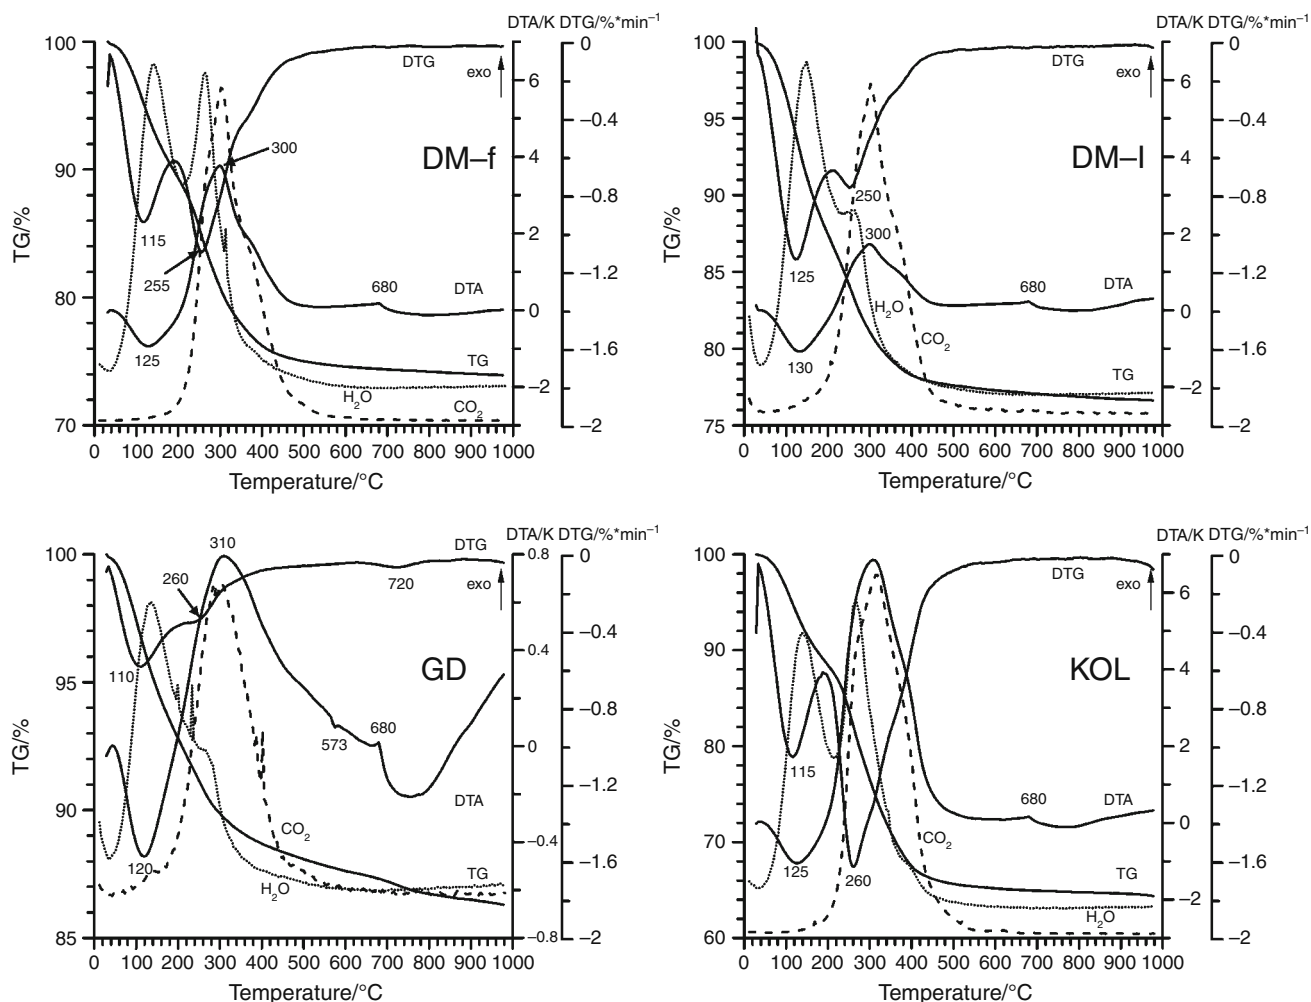 DTA/K DTG/%*min⁻¹
100
90
80
70
TG/%
0 100 200 300 400 500 600 700 800 900 1000
Temperature/°C
6
4
2
0
−2
0
−0.4
−0.8
−1.2
−1.6
−2
DTG
exo
DM–f
300
115
255
125
680
DTA
TG
H₂O
CO₂
DTA/K DTG/%*min⁻¹
100
95
90
85
80
75
TG/%
0 100 200 300 400 500 600 700 800 900 1000
Temperature/°C
6
4
2
0
−2
0
−0.4
−0.8
−1.2
−1.6
−2
DTG
exo
DM–I
250
300
125
130
680
DTA
H₂O
CO₂
TG
DTA/K DTG/%*min⁻¹
100
95
90
85
TG/%
0 100 200 300 400 500 600 700 800 900 1000
Temperature/°C
0.8
0.4
0
−0.4
−0.8
0
−0.4
−0.8
−1.2
−1.6
−2
310
DTG
260
720
exo
110
GD
573
680
DTA
120
CO₂
TG
H₂O
DTA/K DTG/%*min⁻¹
100
90
80
70
60
TG/%
0 100 200 300 400 500 600 700 800 900 1000
Temperature/°C
6
4
2
0
−2
0
−0.4
−0.8
−1.2
−1.6
−2
DTG
exo
KOL
115
680
DTA
125
260
CO₂
TG
H₂O